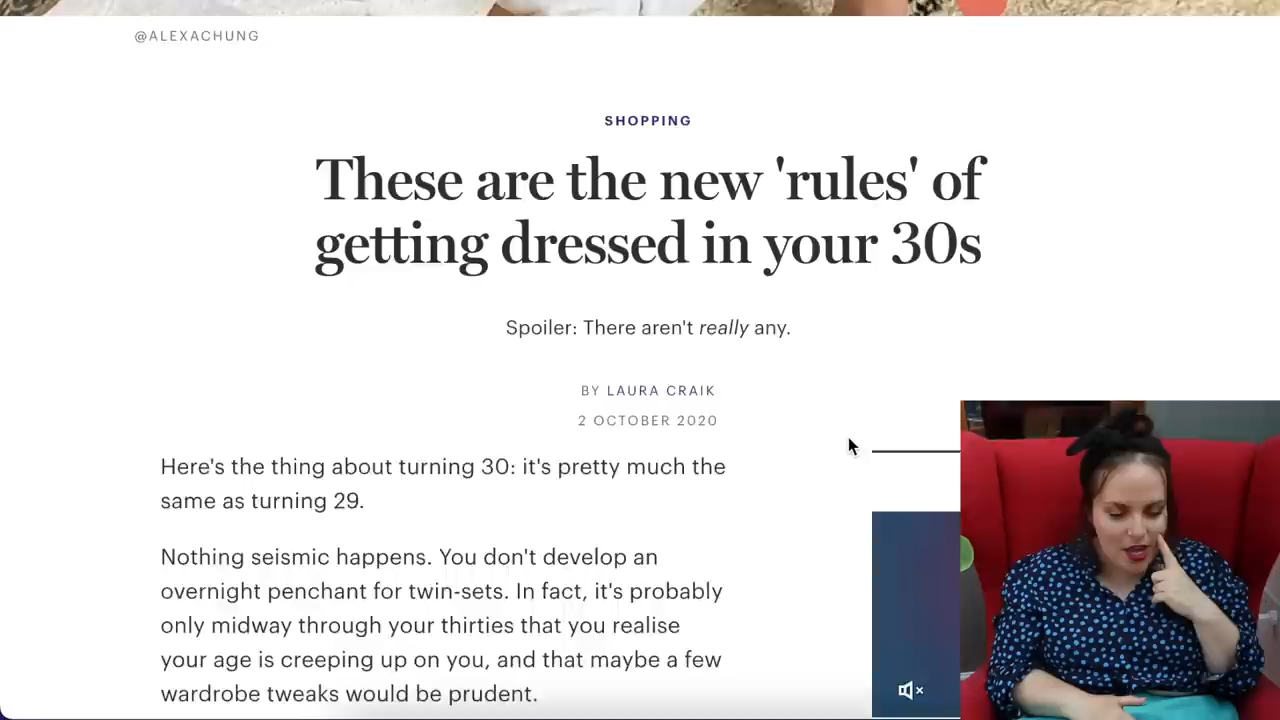 @ALEXACHUNG
SHOPPING
These are the new 'rules' of
getting dressed in your 30s
Spoiler: There aren't really any.
BY LAURA CRAIK
2 OCTOBER 2020
Here's the thing about turning 30: it's pretty much the
same as turning 29.
Nothing seismic happens. You don't develop an
overnight penchant for twin-sets. In fact, it's probably
only midway through your thirties that you realise
your age is creeping up on you, and that maybe a few
wardrobe tweaks would be prudent.